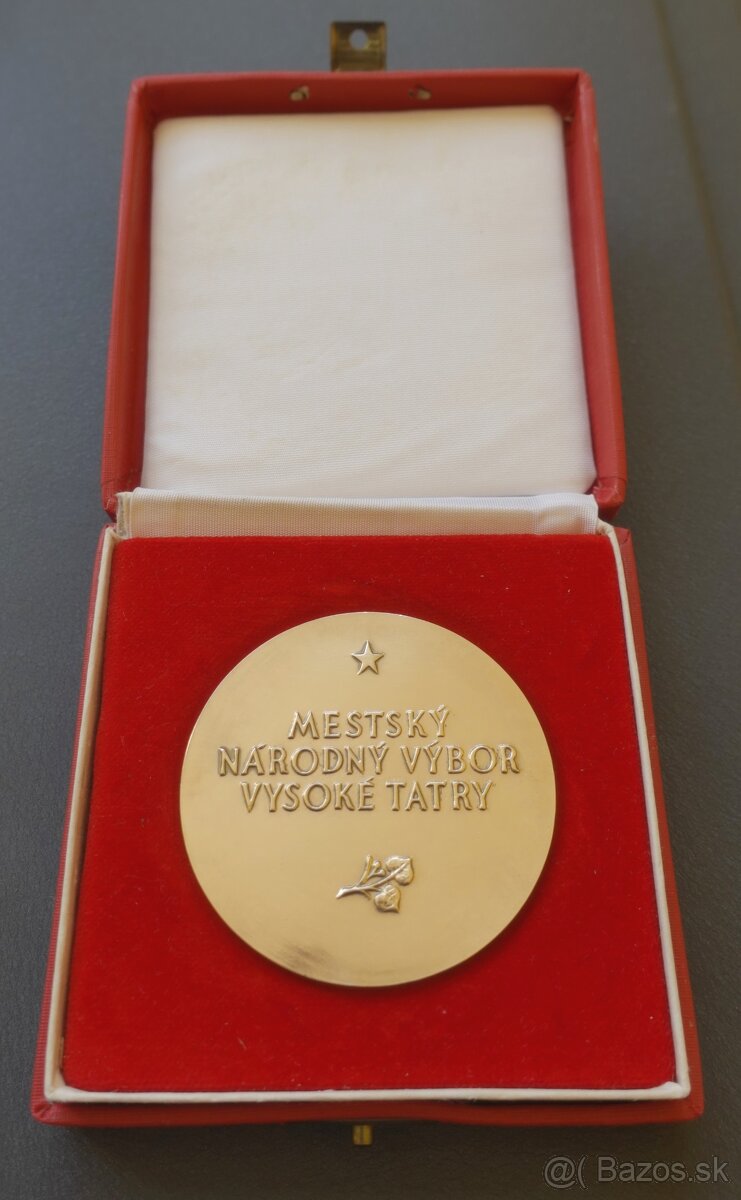 MESTSKÝ
NÁRODNÝ VÝBOR
VYSOKÉ TATRY
@( Bazos.sk